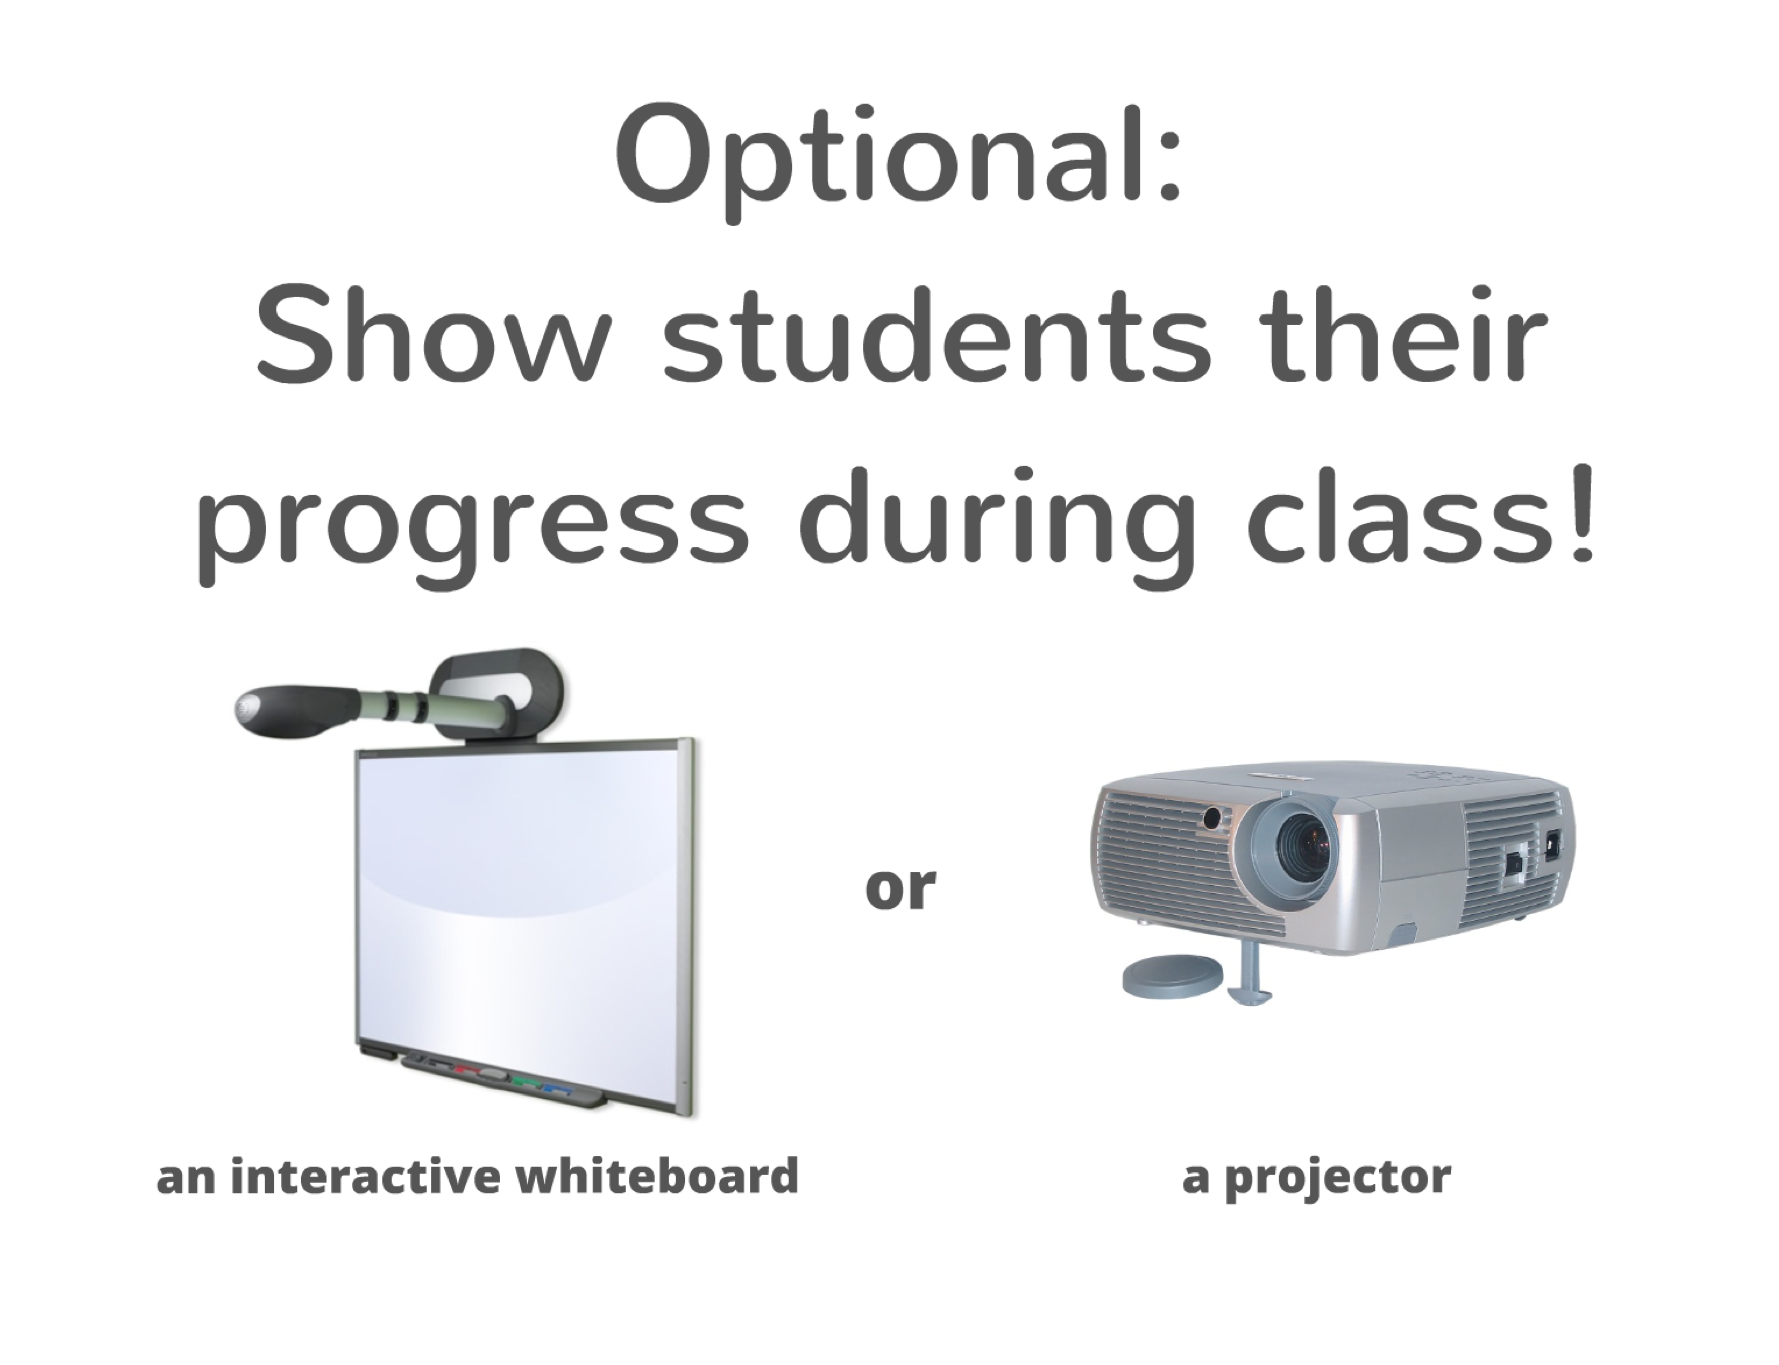 Optional:
Show students their
progress during class!
or
an interactive whiteboard
a projector